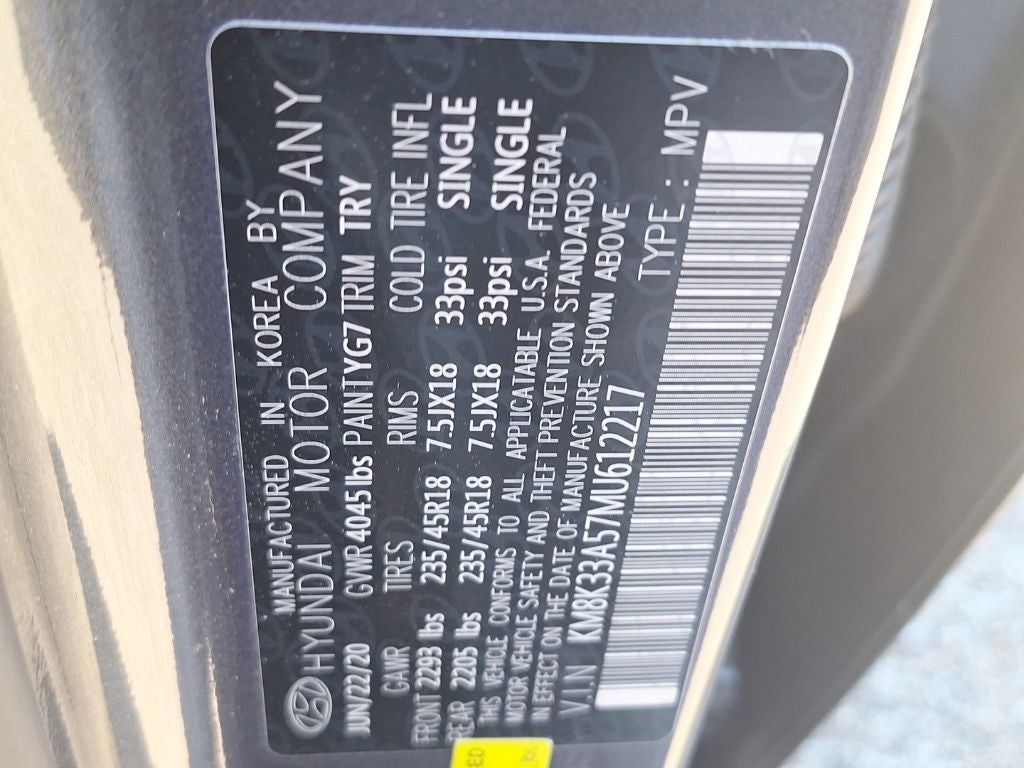 MANUFACTURED IN KOREA BY
HYUNDAI MOTOR COMPANY
JUN/22/20 GVWR 4045 lbs PAINT YG7 TRIM TRY
GAWR TIRES RIMS COLD TIRE INFL
FRONT 2293 lbs 235/45R18 7.5JX18 33psi SINGLE
REAR 2205 lbs 235/45R18 7.5JX18 33psi SINGLE
THIS VEHICLE CONFORMS TO ALL APPLICATABLE U.S.A. FEDERAL
MOTOR VEHICLE SAFETY AND THEFT PREVENTION STANDARDS
IN EFFECT ON THE DATE OF MANUFACTURE SHOWN ABOVE
V.I.N KM8K33A57MU612217 TYPE : MPV
lbs